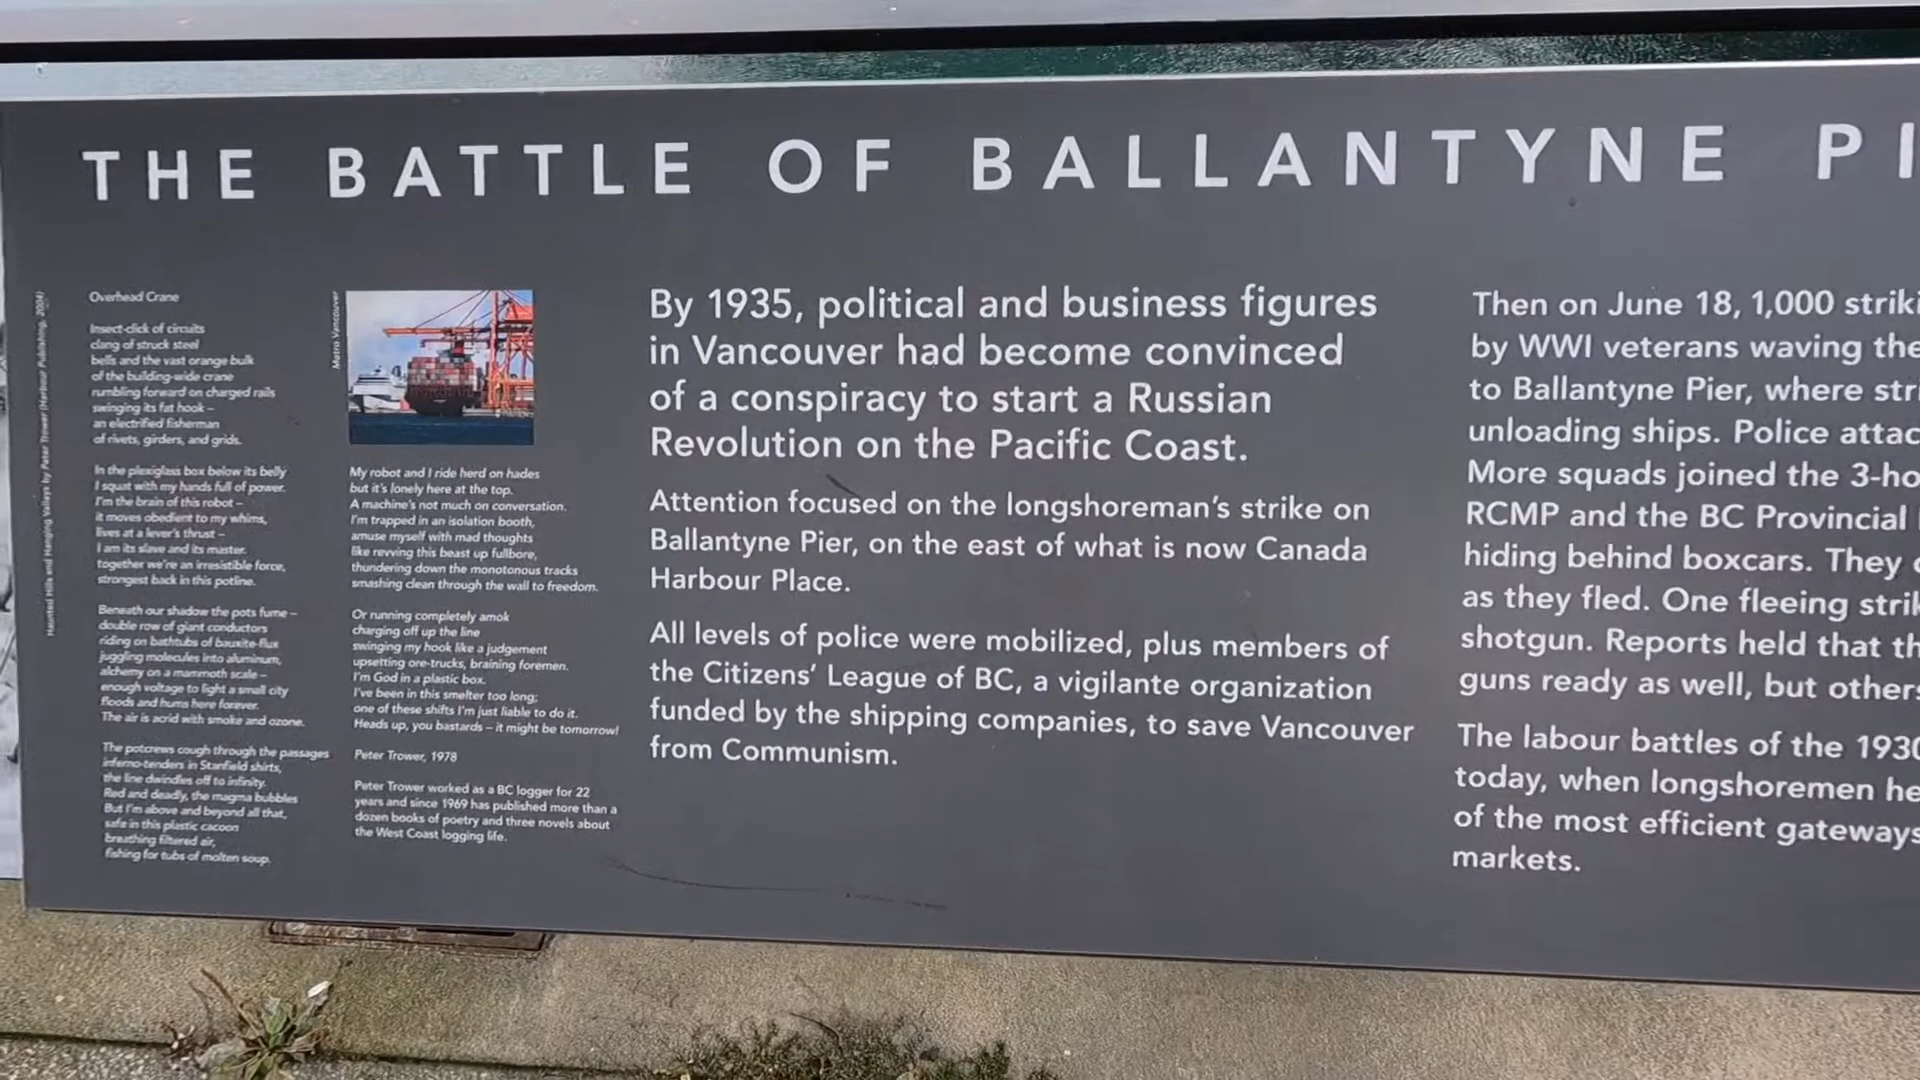 THE BATTLE OF BALLANTYNE PI
Haunted Hills and Hanging Valleys by Peter Trower (Harbour Publishing, 2004)
Overhead Crane
Insect-click of circuits
clang of struck steel
bells and the vast orange bulk
of the building-wide crane
rumbling forward on charged rails
swinging its fat hook –
an electrified fisherman
of rivets, girders, and grids.
In the plexiglass box below its belly
I squat with my hands full of power.
I'm the brain of this robot –
it moves obedient to my whims,
lives at a lever's thrust –
I am its slave and its master.
together we're an irresistible force,
strongest back in this potline.
Beneath our shadow the pots fume –
double row of giant conductors
riding on bathtubs of bauxite-flux
juggling molecules into aluminum,
alchemy on a mammoth scale –
enough voltage to light a small city
floods and hums here forever.
The air is acrid with smoke and ozone.
The potcrews cough through the passages
inferno-tenders in Stanfield shirts,
the line dwindles off to infinity.
Red and deadly, the magma bubbles
But I'm above and beyond all that,
safe in this plastic cacoon
breathing filtered air,
fishing for tubs of molten soup.
Metro Vancouver
My robot and I ride herd on hades
but it's lonely here at the top.
A machine's not much on conversation.
I'm trapped in an isolation booth,
amuse myself with mad thoughts
like revving this beast up fullbore,
thundering down the monotonous tracks
smashing clean through the wall to freedom.
Or running completely amok
charging off up the line
swinging my hook like a judgement
upsetting ore-trucks, braining foremen.
I'm God in a plastic box.
I've been in this smelter too long;
one of these shifts I'm just liable to do it.
Heads up, you bastards – it might be tomorrow!
Peter Trower, 1978
Peter Trower worked as a BC logger for 22
years and since 1969 has published more than a
dozen books of poetry and three novels about
the West Coast logging life.
By 1935, political and business figures
in Vancouver had become convinced
of a conspiracy to start a Russian
Revolution on the Pacific Coast.
Attention focused on the longshoreman's strike on
Ballantyne Pier, on the east of what is now Canada
Harbour Place.
All levels of police were mobilized, plus members of
the Citizens' League of BC, a vigilante organization
funded by the shipping companies, to save Vancouver
from Communism.
Then on June 18, 1,000 striki
by WWI veterans waving the
to Ballantyne Pier, where stri
unloading ships. Police attac
More squads joined the 3-ho
RCMP and the BC Provincial
hiding behind boxcars. They
as they fled. One fleeing strik
shotgun. Reports held that th
guns ready as well, but others
The labour battles of the 1930
today, when longshoremen he
of the most efficient gateways
markets.